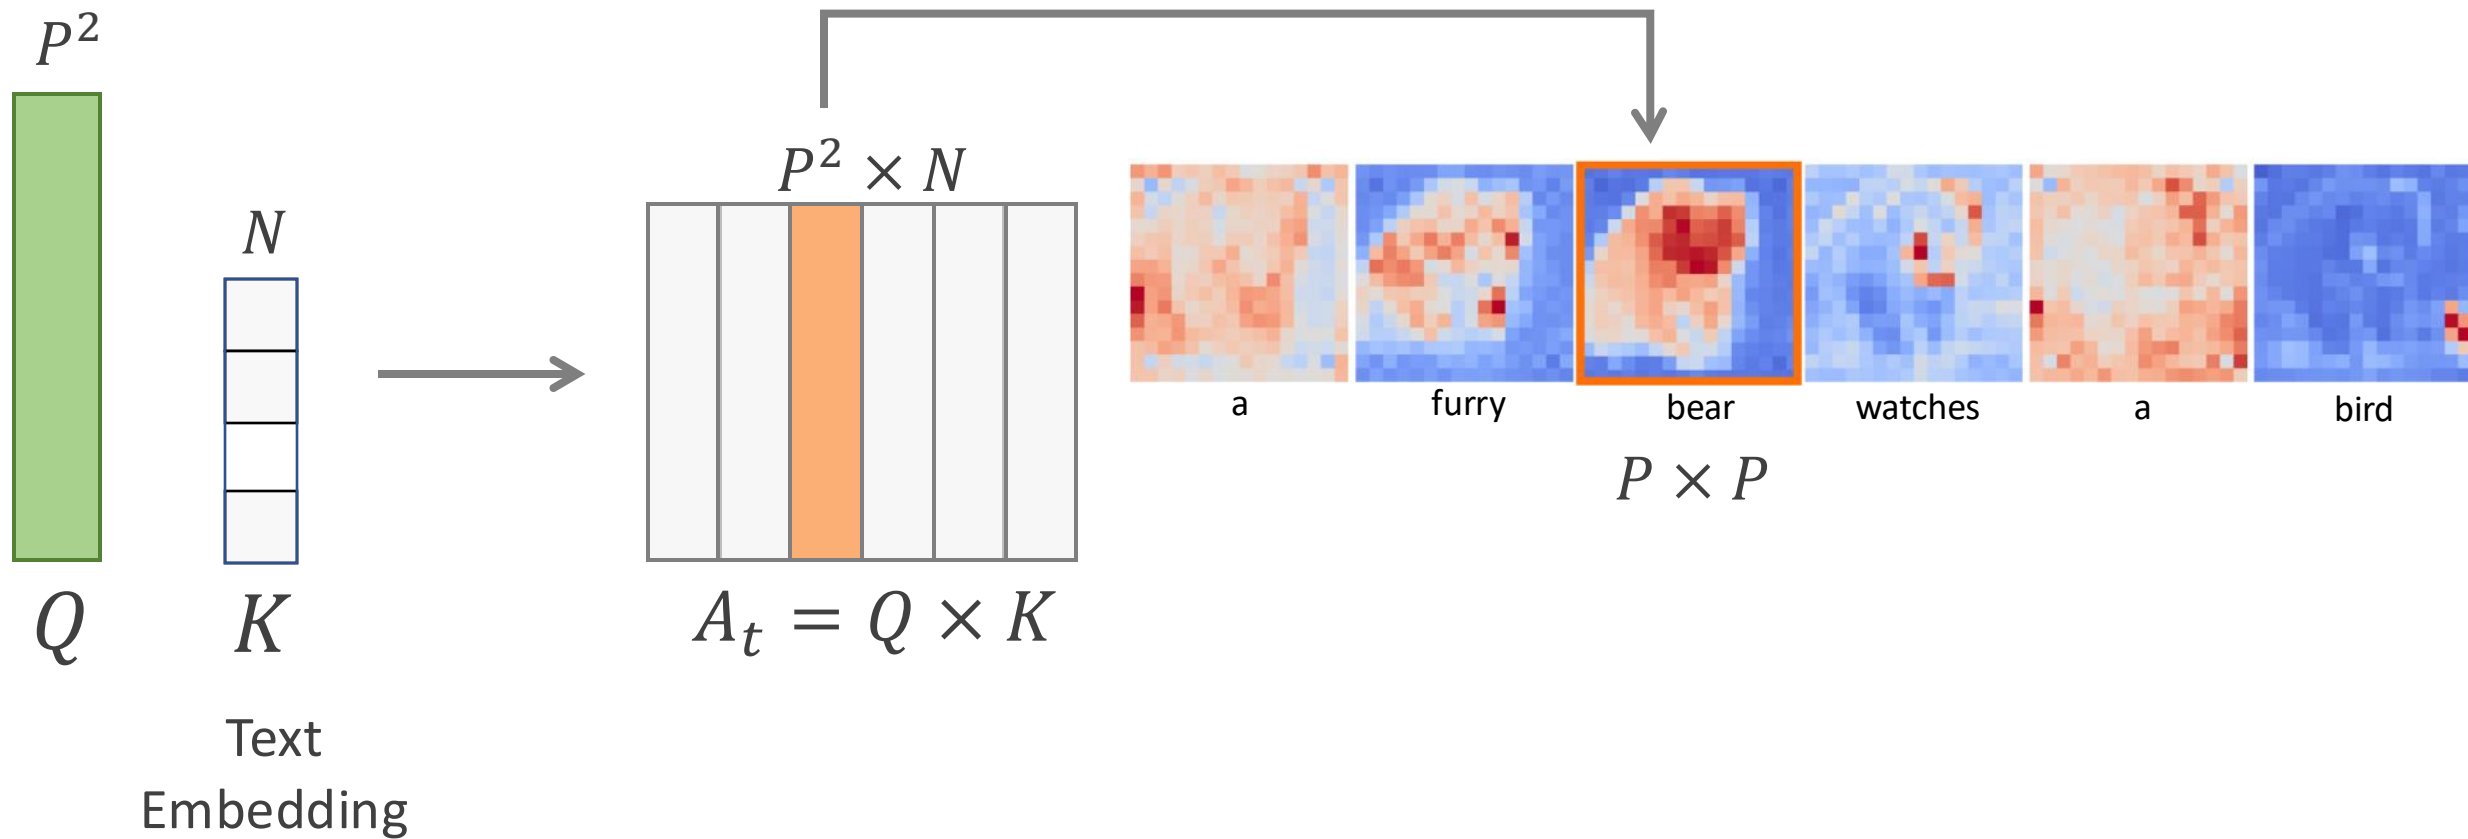 P²
Q
N
K
Text
Embedding
P² × N
A_t = Q × K
a furry bear watches a bird
P × P